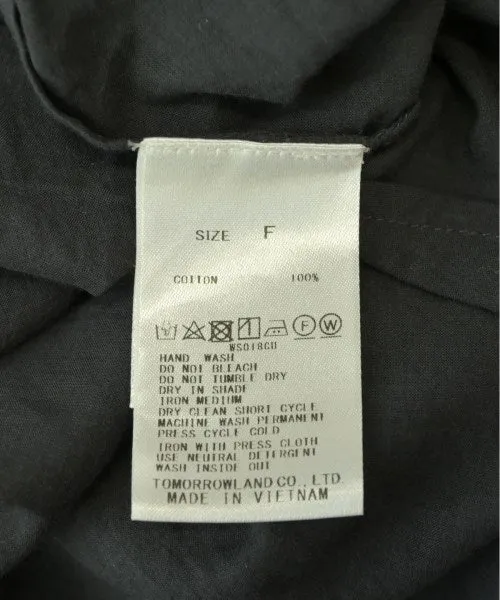 SIZE F
COTTON 100%
F W
WS018GU
HAND WASH
DO NOT BLEACH
DO NOT TUMBLE DRY
DRY IN SHADE
IRON MEDIUM
DRY CLEAN SHORT CYCLE
MACHINE WASH PERMANENT
PRESS CYCLE COLD
IRON WITH PRESS CLOTH
USE NEUTRAL DETERGENT
WASH INSIDE OUT
TOMORROWLAND CO., LTD.
MADE IN VIETNAM